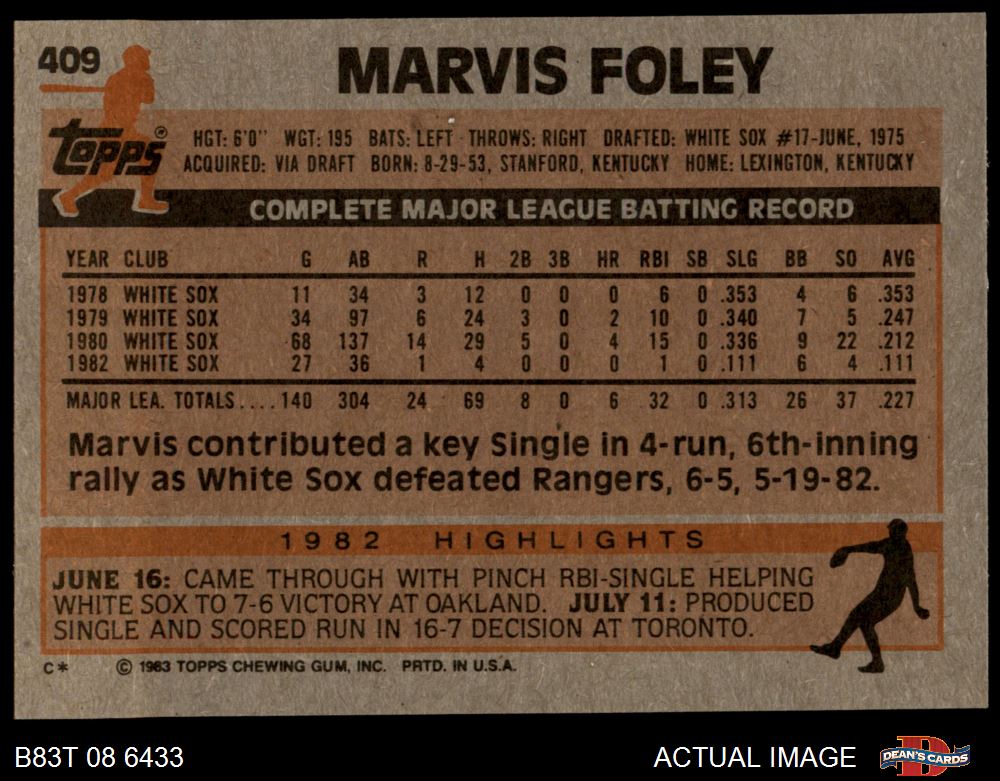 409
MARVIS FOLEY
topps®
HGT: 6'0" WGT: 195 BATS: LEFT THROWS: RIGHT DRAFTED: WHITE SOX #17-JUNE, 1975
ACQUIRED: VIA DRAFT BORN: 8-29-53, STANFORD, KENTUCKY HOME: LEXINGTON, KENTUCKY
COMPLETE MAJOR LEAGUE BATTING RECORD
YEAR CLUB G AB R H 2B 3B HR RBI SB SLG BB SO AVG
1978 WHITE SOX 11 34 3 12 0 0 0 6 0 .353 4 6 .353
1979 WHITE SOX 34 97 6 24 3 0 2 10 0 .340 7 5 .247
1980 WHITE SOX 68 137 14 29 5 0 4 15 0 .336 9 22 .212
1982 WHITE SOX 27 36 1 4 0 0 0 1 0 .111 6 4 .111
MAJOR LEA. TOTALS....140 304 24 69 8 0 6 32 0 .313 26 37 .227
Marvis contributed a key Single in 4-run, 6th-inning
rally as White Sox defeated Rangers, 6-5, 5-19-82.
1982 HIGHLIGHTS
JUNE 16: CAME THROUGH WITH PINCH RBI-SINGLE HELPING
WHITE SOX TO 7-6 VICTORY AT OAKLAND. JULY 11: PRODUCED
SINGLE AND SCORED RUN IN 16-7 DECISION AT TORONTO.
C* © 1983 TOPPS CHEWING GUM, INC. PRTD. IN U.S.A.
B83T 08 6433
ACTUAL IMAGE
DEAN'S CARDS